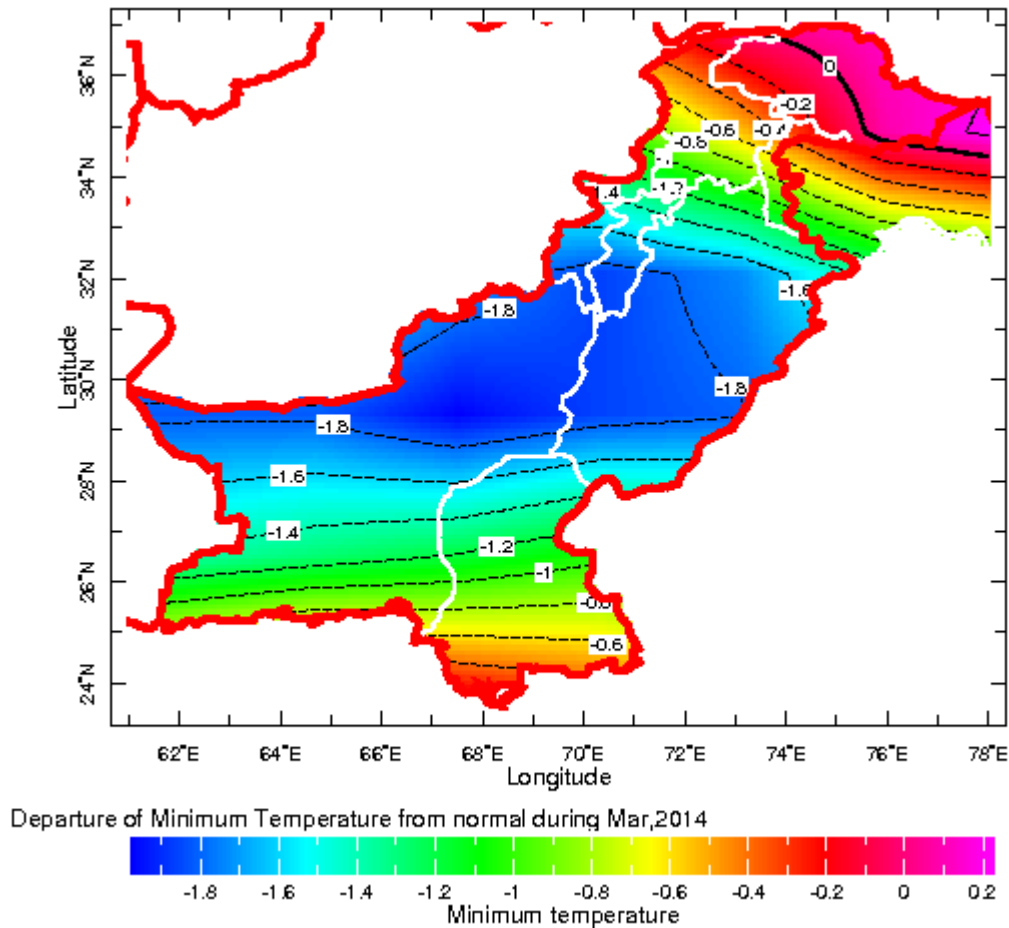 36°N
34°N
32°N
30°N
28°N
26°N
24°N
Latitude
0
-0.2
-0.4
-0.6
-0.8
-1.2
-1.8
-1.6
-1.8
-1.8
-1.6
-1.4
-1.2
-1
-0.6
62°E 64°E 66°E 68°E 70°E 72°E 74°E 76°E 78°E
Longitude
Departure of Minimum Temperature from normal during Mar,2014
-1.8 -1.6 -1.4 -1.2 -1 -0.8 -0.6 -0.4 -0.2 0 0.2
Minimum temperature